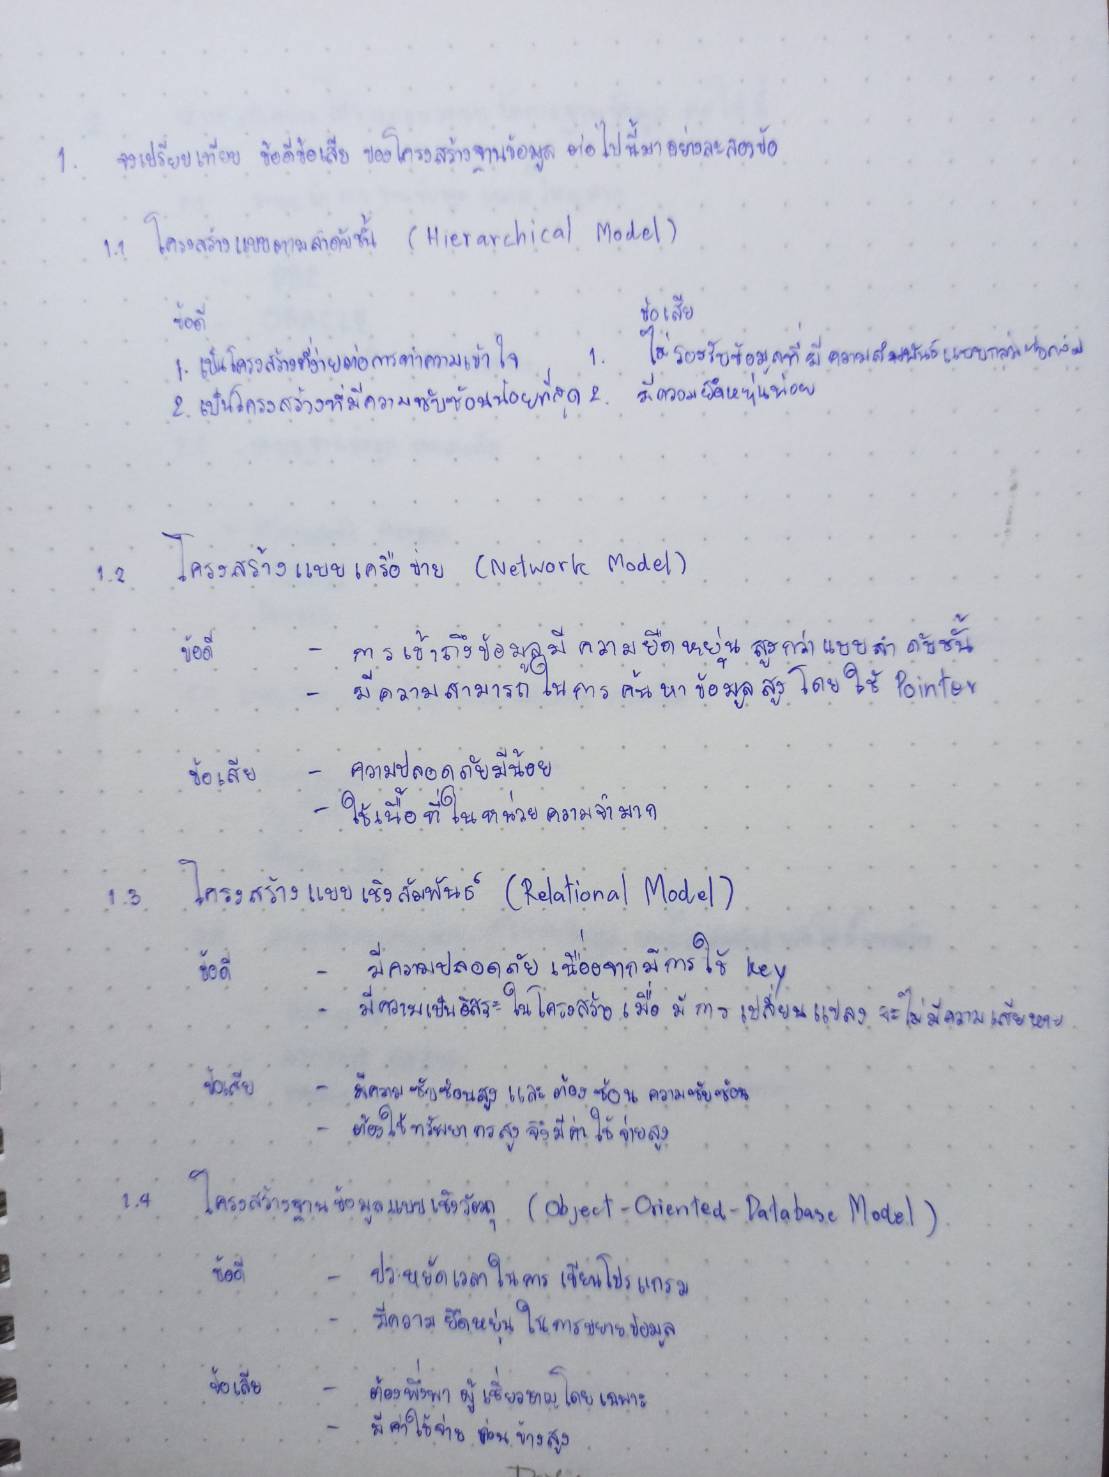 1. จงเปรียบเทียบ ข้อดีข้อเสีย ของโครงสร้างฐานข้อมูล ต่อไปนี้มาอย่างละสองข้อ
1.1 โครงสร้างแบบตามลำดับชั้น (Hierarchical Model)
ข้อดี ข้อเสีย
1. เป็นโครงสร้างที่ง่ายต่อการทำความเข้าใจ 1. ไม่รองรับข้อมูลที่มีความสัมพันธ์แบบ
2. เป็นโครงสร้างที่มีความซับซ้อนน้อยที่สุด 2. มีความยืดหยุ่นน้อย
1.2 โครงสร้างแบบเครือข่าย (Network Model)
ข้อดี - การเข้าถึงข้อมูลมีความยืดหยุ่น สูงกว่าแบบลำดับชั้น
- มีความสามารถในการค้นหาข้อมูลสูงโดยใช้ Pointer
ข้อเสีย - ความปลอดภัยมีน้อย
- ใช้เนื้อที่ในหน่วยความจำมาก
1.3 โครงสร้างแบบเชิงสัมพันธ์ (Relational Model)
ข้อดี - มีความปลอดภัย เนื่องจากมีการใช้ key
- มีความเป็นอิสระในโครงสร้าง เมื่อ มีการ เปลี่ยนแปลง จะไม่มีความเสียหาย
ข้อเสีย - มีความซับซ้อนสูง และต้องซ้อน ความซับซ้อน
- ต้องใช้ทรัพยากรสูง จึงมีค่าใช้จ่ายสูง
1.4 โครงสร้างฐานข้อมูลแบบเชิงวัตถุ (Object-Oriented-Database Model)
ข้อดี - ประหยัดเวลาในการเขียนโปรแกรม
- มีความยืดหยุ่นในการขยายข้อมูล
ข้อเสีย - ต้องพึ่งพา ผู้เชี่ยวชาญโดยเฉพาะ
- มีค่าใช้จ่าย ค่อนข้างสูง